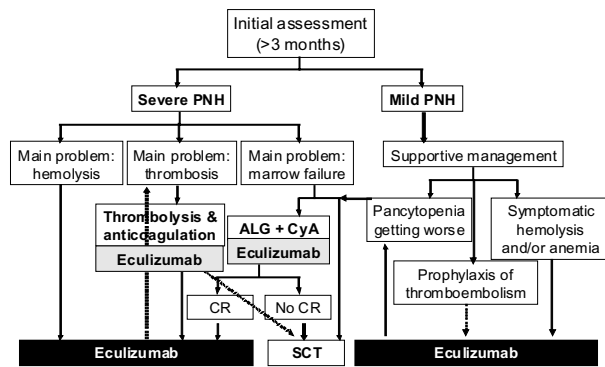 Initial assessment
(>3 months)
Severe PNH
Mild PNH
Main problem:
hemolysis
Main problem:
thrombosis
Main problem:
marrow failure
Supportive management
Thrombolysis &
anticoagulation
Eculizumab
ALG + CyA
Eculizumab
Pancytopenia
getting worse
Symptomatic
hemolysis
and/or anemia
Prophylaxis of
thromboembolism
CR
No CR
Eculizumab
SCT
Eculizumab